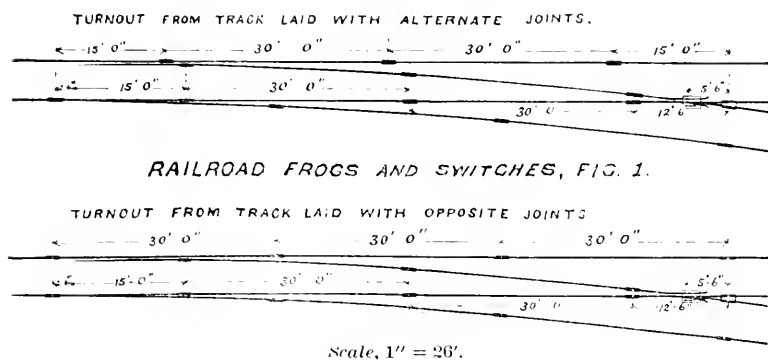 TURNOUT FROM TRACK LAID WITH ALTERNATE JOINTS.
15' 0" 30' 0" 30' 0" 15' 0"
15' 0" 30' 0" 5' 6"
30' 0 12' 6"
RAILROAD FROGS AND SWITCHES, FIG. 1.
TURNOUT FROM TRACK LAID WITH OPPOSITE JOINTS
30' 0" 30' 0" 30' 0"
15'-0" 30' 0" 5'-6"
30' 0 12'-6"
Scale, 1" = 26'.